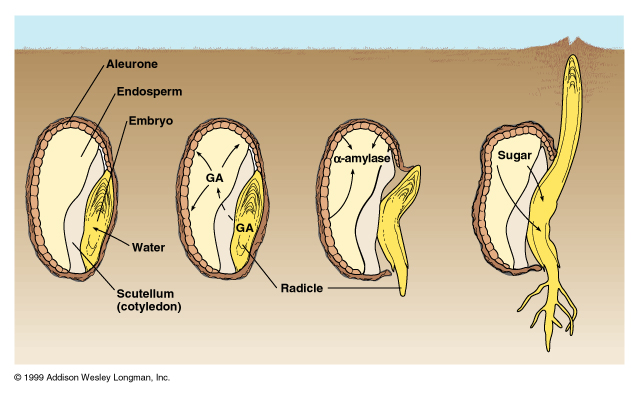 Aleurone
Endosperm
Embryo
GA
GA
α-amylase
Sugar
Water
Scutellum
(cotyledon)
Radicle
© 1999 Addison Wesley Longman, Inc.